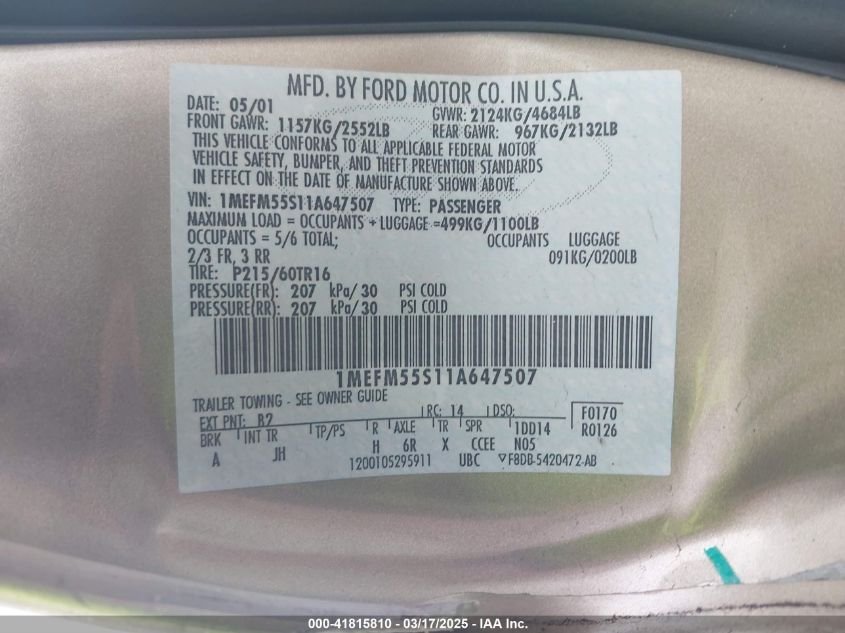 MFD. BY FORD MOTOR CO. IN U.S.A.
DATE: 05/01 GVWR: 2124KG/4684LB
FRONT GAWR: 1157KG/2552LB REAR GAWR: 967KG/2132LB
THIS VEHICLE CONFORMS TO ALL APPLICABLE FEDERAL MOTOR
VEHICLE SAFETY, BUMPER, AND THEFT PREVENTION STANDARDS
IN EFFECT ON THE DATE OF MANUFACTURE SHOWN ABOVE.
VIN: 1MEFM55S11A647507 TYPE: PASSENGER
MAXIMUM LOAD = OCCUPANTS + LUGGAGE =499KG/1100LB
OCCUPANTS = 5/6 TOTAL; OCCUPANTS LUGGAGE
2/3 FR, 3 RR 091KG/0200LB
TIRE: P215/60TR16
PRESSURE(FR): 207 kPa/30 PSI COLD
PRESSURE(RR): 207 kPa/30 PSI COLD
1MEFM55S11A647507
TRAILER TOWING - SEE OWNER GUIDE
EXT PNT: B2 RC: 14 DSO: F0170
BRK INT TR TP/PS R AXLE TR SPR 1DD14 R0126
A JH H 6R X CCEE N05
1200105295911 UBC ▽F8DB-5420472-AB
000-41815810 / 03/17/2025 - IAA Inc.